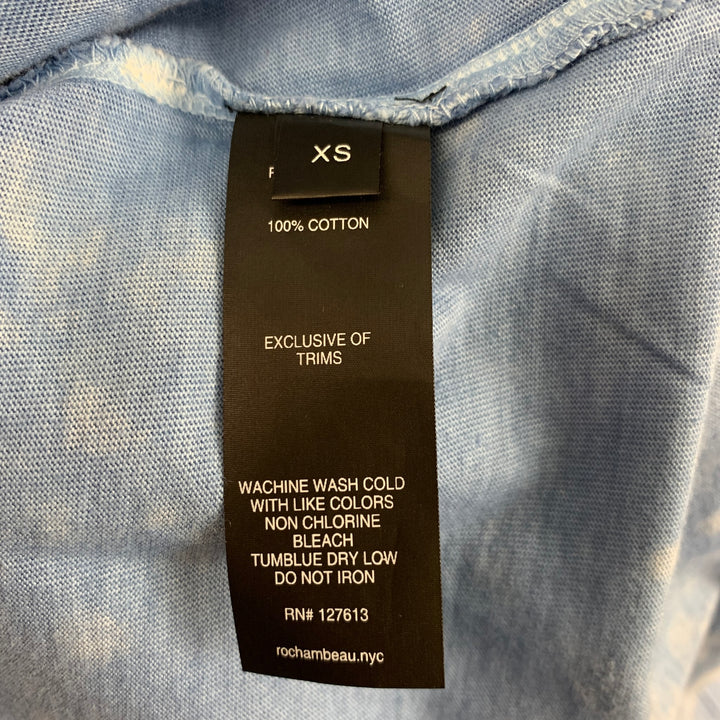 XS
100% COTTON
EXCLUSIVE OF
TRIMS
WACHINE WASH COLD
WITH LIKE COLORS
NON CHLORINE
BLEACH
TUMBLUE DRY LOW
DO NOT IRON
RN# 127613
rochambeau.nyc